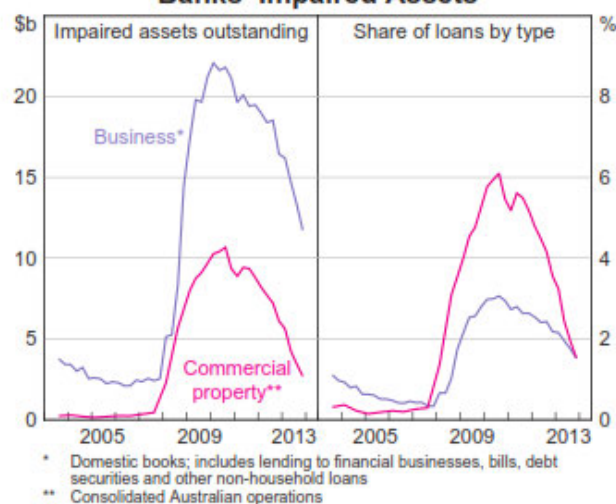 Banks' Impaired Assets
$b Impaired assets outstanding Share of loans by type %
20 8
Business*
15 6
10 4
5 2
Commercial
property**
0 0
2005 2009 2013 2005 2009 2013
* Domestic books; includes lending to financial businesses, bills, debt
securities and other non-household loans
** Consolidated Australian operations